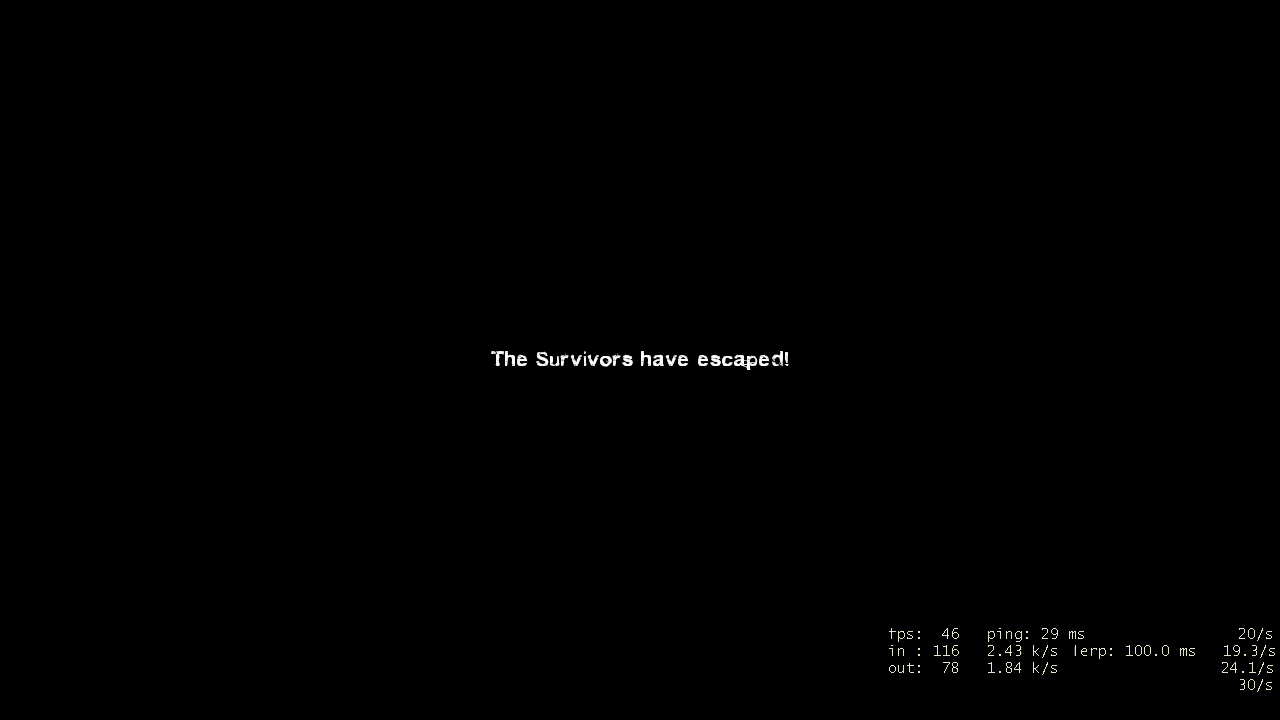 The Survivors have escaped!
fps: 46 ping: 29 ms 20/s
in : 116 2.43 k/s lerp: 100.0 ms 19.3/s
out: 78 1.84 k/s 24.1/s
30/s